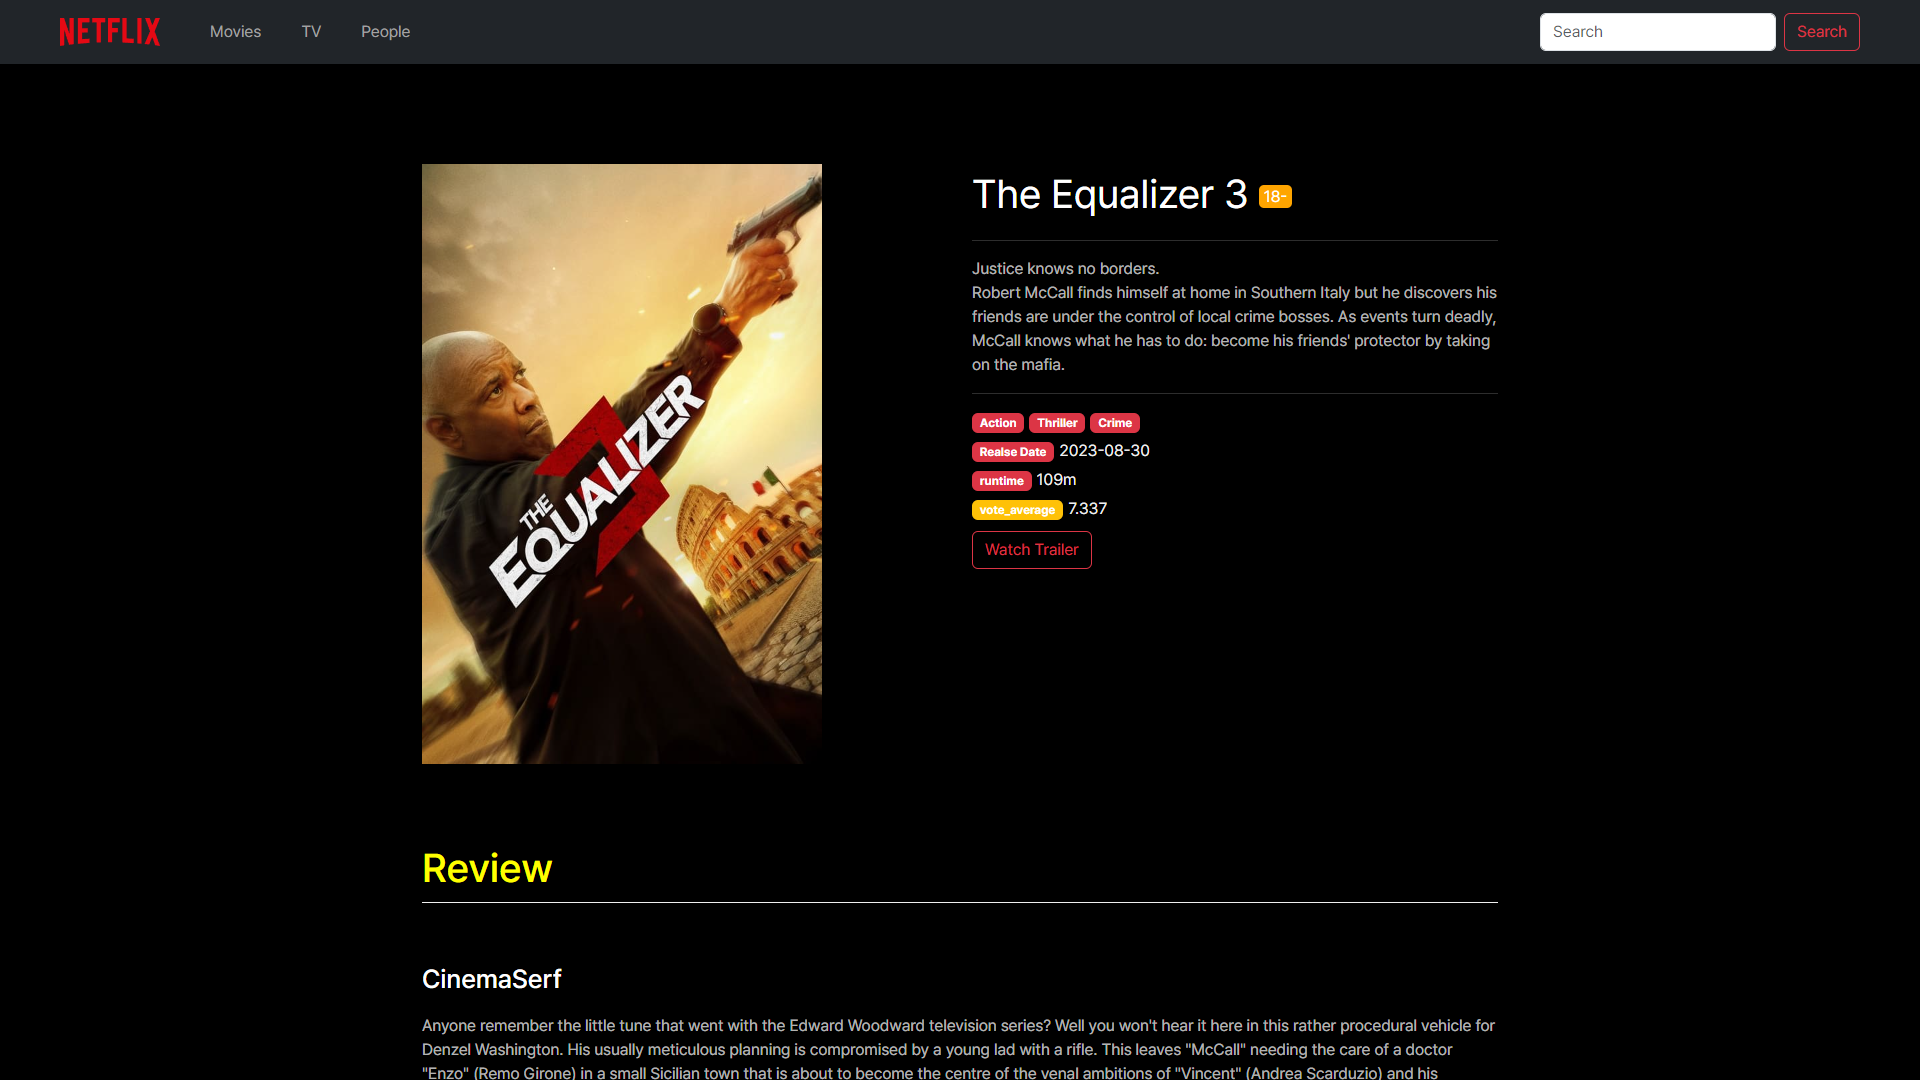 NETFLIX
Movies
TV
People
Search
Search
The Equalizer 3 18-
Justice knows no borders.
Robert McCall finds himself at home in Southern Italy but he discovers his
friends are under the control of local crime bosses. As events turn deadly,
McCall knows what he has to do: become his friends' protector by taking
on the mafia.
Action Thriller Crime
Realse Date 2023-08-30
runtime 109m
vote_average 7.337
Watch Trailer
THE
EQUALIZER
3
Review
CinemaSerf
Anyone remember the little tune that went with the Edward Woodward television series? Well you won't hear it here in this rather procedural vehicle for
Denzel Washington. His usually meticulous planning is compromised by a young lad with a rifle. This leaves "McCall" needing the care of a doctor
"Enzo" (Remo Girone) in a small Sicilian town that is about to become the centre of the venal ambitions of "Vincent" (Andrea Scarduzio) and his